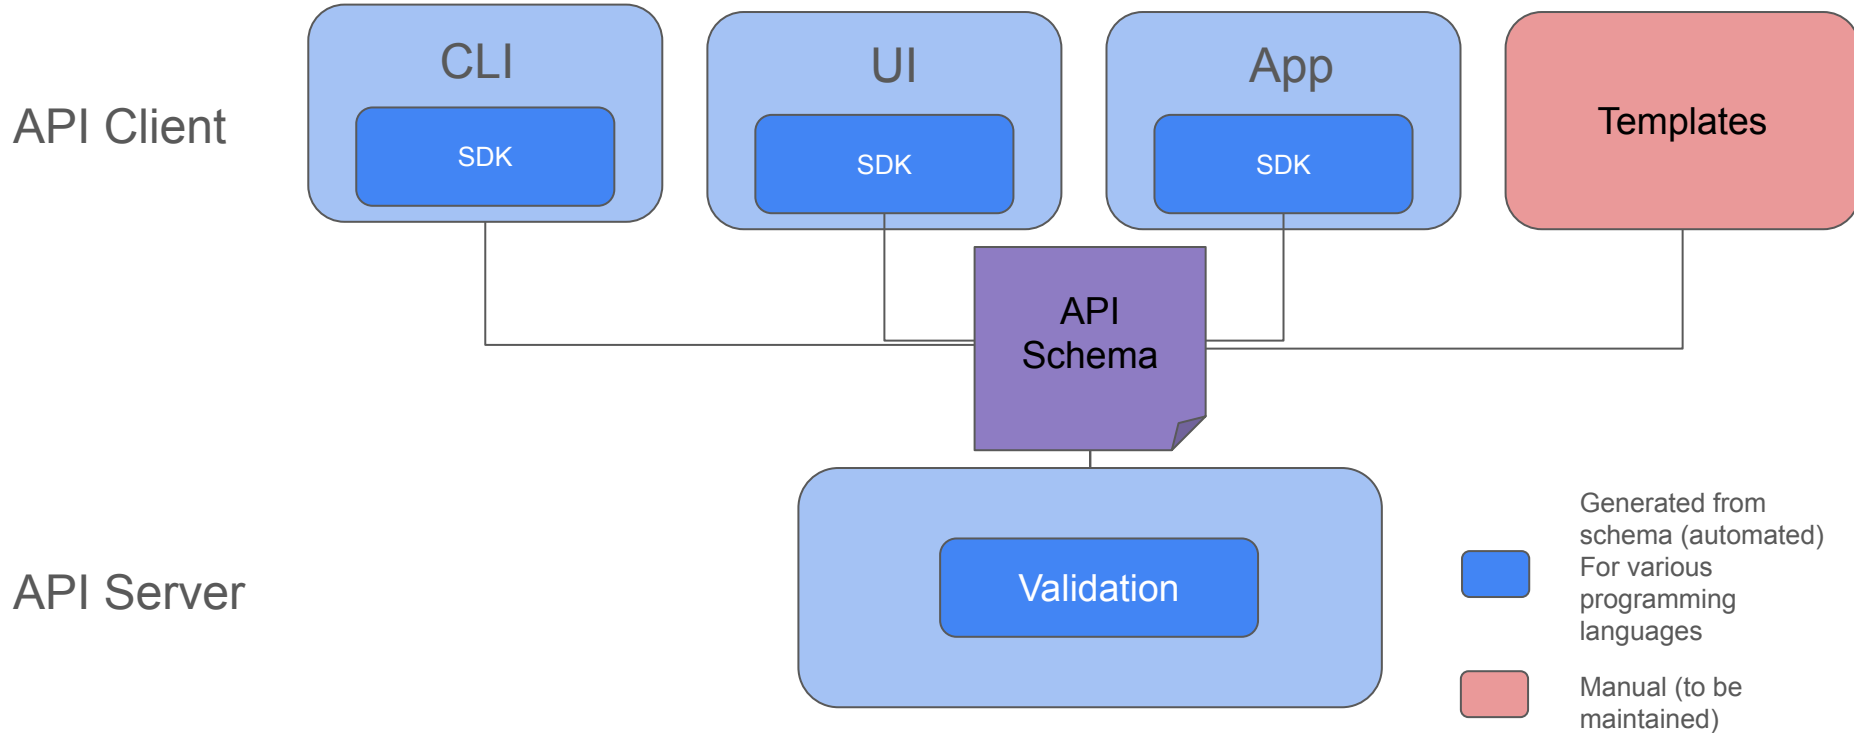 CLI
UI
App
API Client
SDK
SDK
SDK
Templates
API
Schema
API Server
Validation
Generated from
schema (automated)
For various
programming
languages
Manual (to be
maintained)